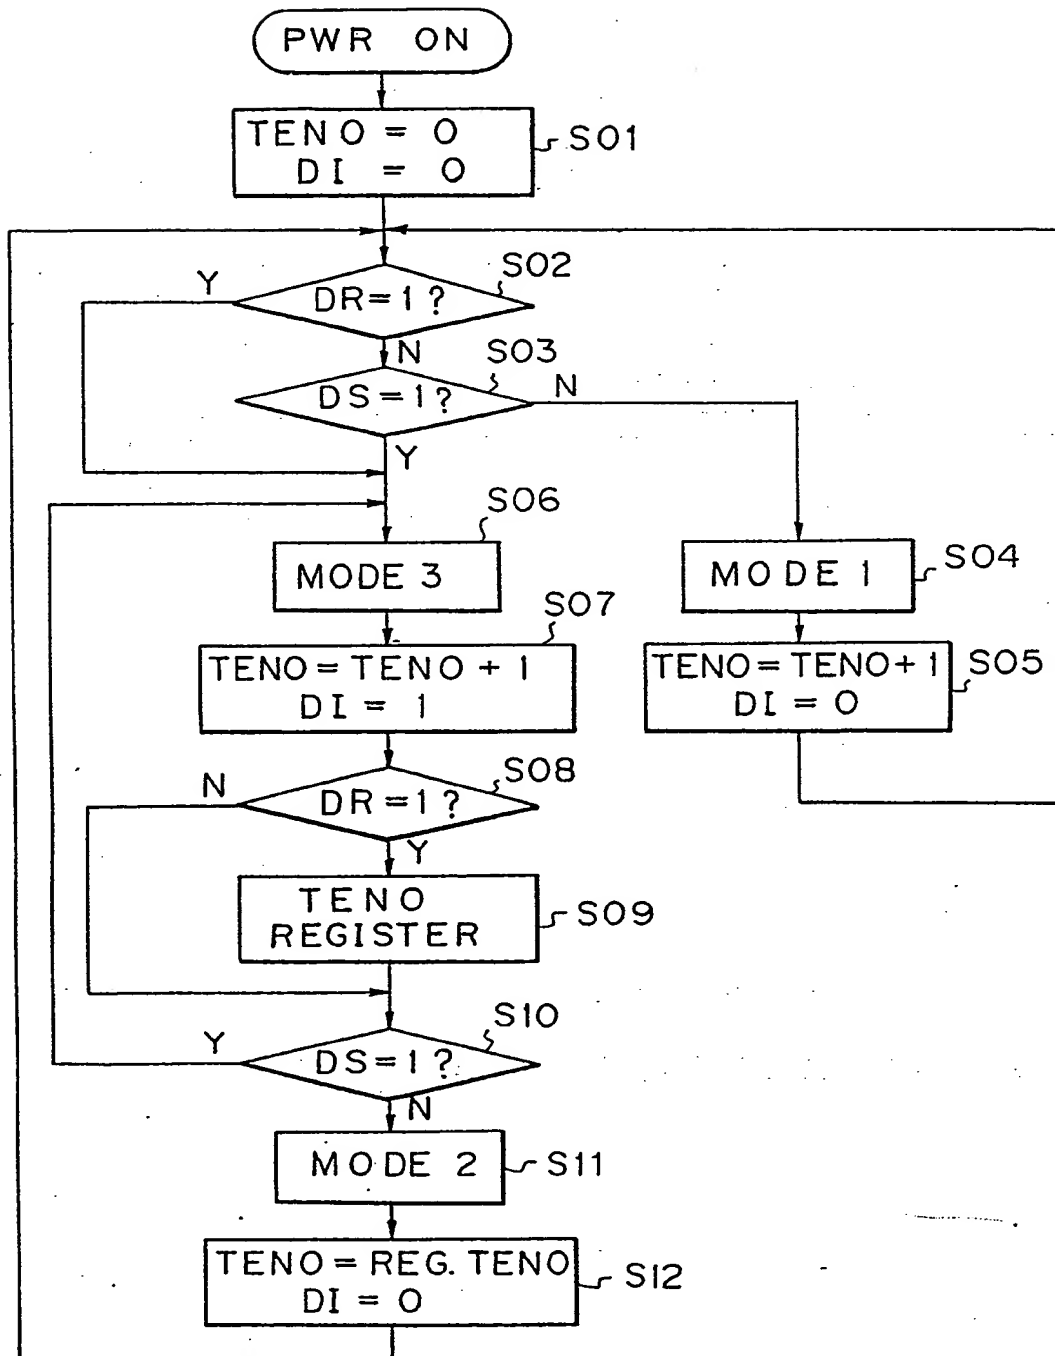 PWR ON
TENO = 0
DI = 0
S01
S02
Y
DR=1?
N
S03
DS=1?
N
Y
S06
MODE 3
S04
MODE 1
S07
TENO=TENO+1
DI = 1
S05
TENO=TENO+1
DI = 0
S08
N
DR=1?
Y
TENO
REGISTER
S09
S10
Y
DS=1?
N
MODE 2
S11
TENO=REG. TENO
DI = 0
S12